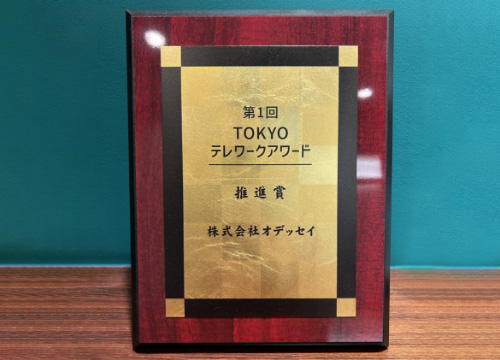 第1回
TOKYO
テレワークアワード
推進賞
株式会社オデッセイ